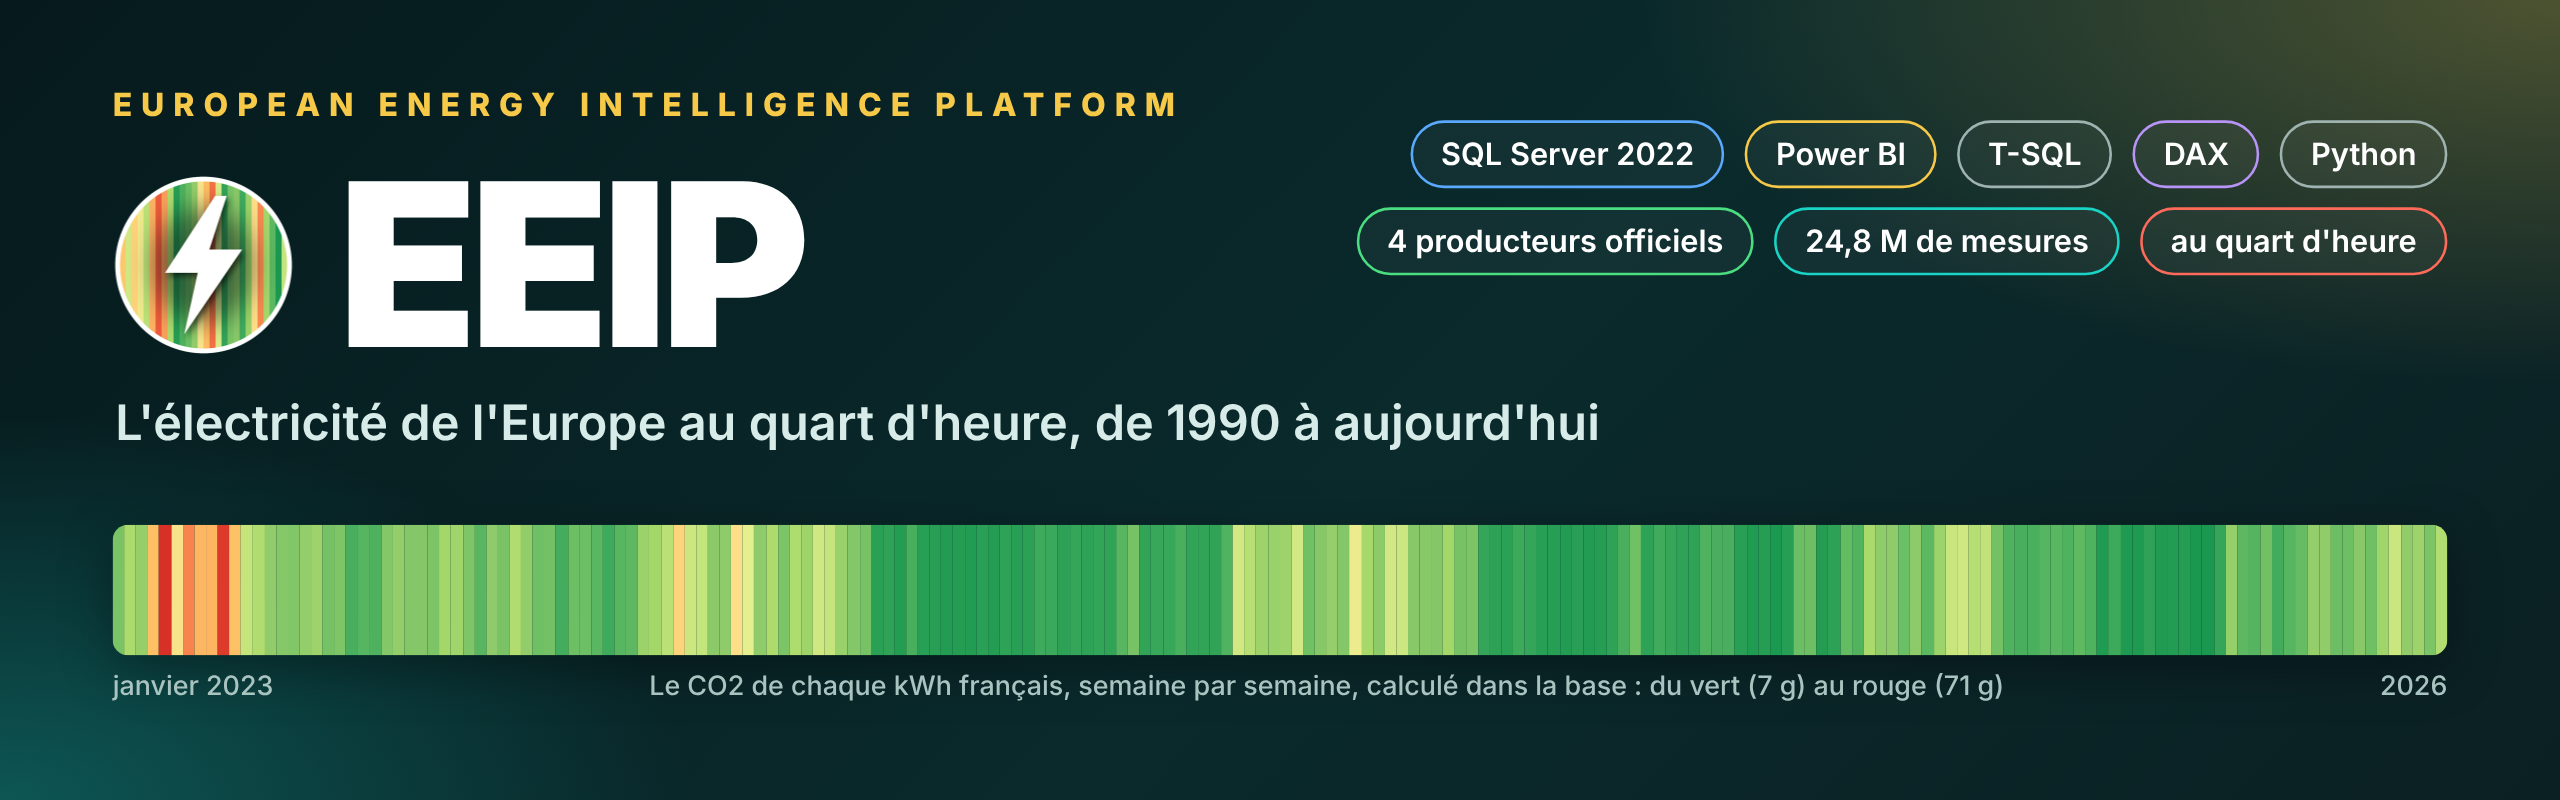 EUROPEAN ENERGY INTELLIGENCE PLATFORM
EEIP
SQL Server 2022
Power BI
T-SQL
DAX
Python
4 producteurs officiels
24,8 M de mesures
au quart d'heure
L'électricité de l'Europe au quart d'heure, de 1990 à aujourd'hui
janvier 2023
Le CO2 de chaque kWh français, semaine par semaine, calculé dans la base : du vert (7 g) au rouge (71 g)
2026